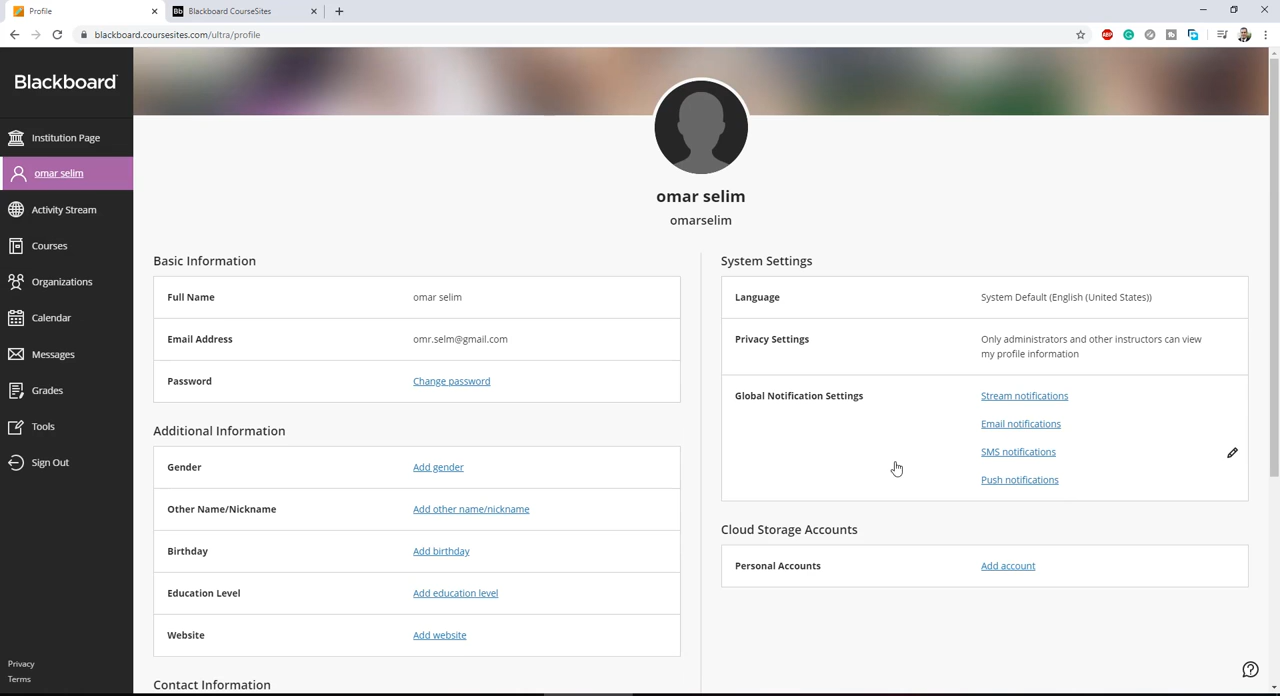 Profile
Bb Blackboard CourseSites
blackboard.coursesites.com/ultra/profile
ABP
Blackboard
Institution Page
omar selim
Activity Stream
Courses
Organizations
Calendar
Messages
Grades
Tools
Sign Out
Privacy
Terms
omar selim
omarselim
Basic Information
Full Name omar selim
Email Address omr.selm@gmail.com
Password Change password
Additional Information
Gender Add gender
Other Name/Nickname Add other name/nickname
Birthday Add birthday
Education Level Add education level
Website Add website
Contact Information
System Settings
Language System Default (English (United States))
Privacy Settings Only administrators and other instructors can view
my profile information
Global Notification Settings Stream notifications
Email notifications
SMS notifications
Push notifications
Cloud Storage Accounts
Personal Accounts Add account